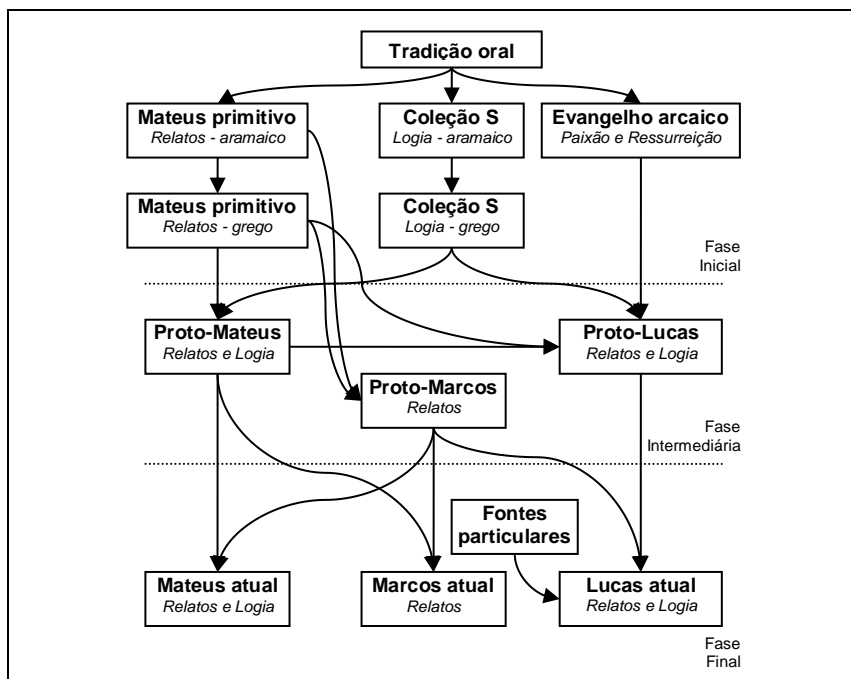 Tradição oral
Mateus primitivo
Relatos - aramaico
Coleção S
Logia - aramaico
Evangelho arcaico
Paixão e Ressurreição
Mateus primitivo
Relatos - grego
Coleção S
Logia - grego
Fase
Inicial
Proto-Mateus
Relatos e Logia
Proto-Lucas
Relatos e Logia
Proto-Marcos
Relatos
Fase
Intermediária
Fontes
particulares
Mateus atual
Relatos e Logia
Marcos atual
Relatos
Lucas atual
Relatos e Logia
Fase
Final